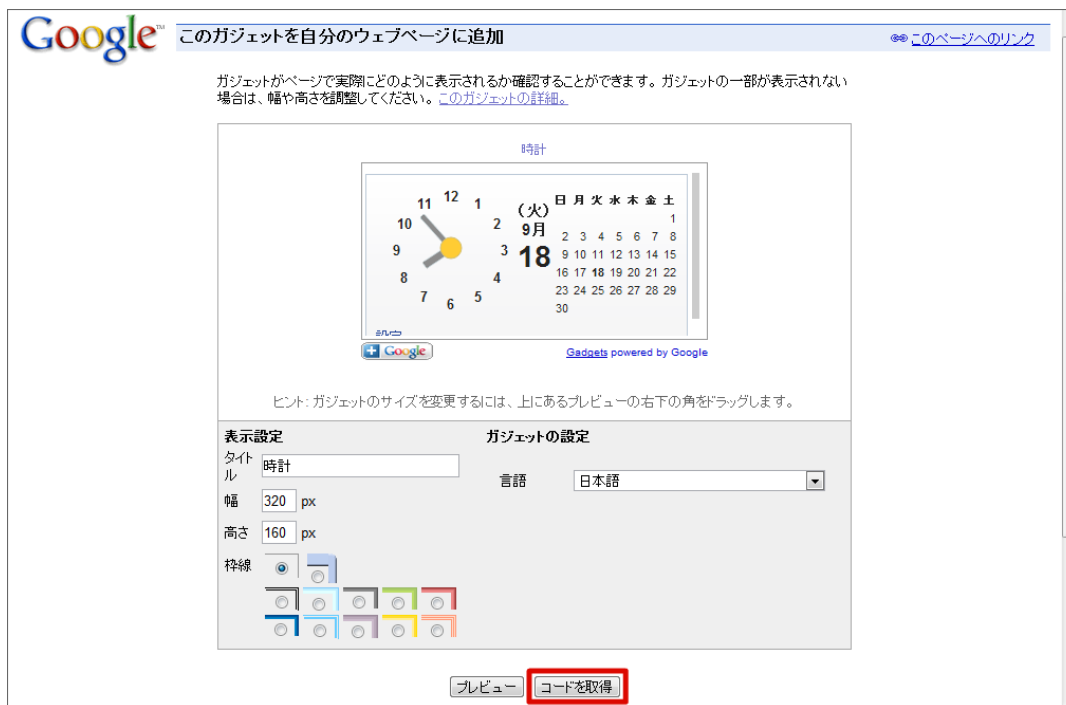 Google™ このガジェットを自分のウェブページに追加 このページへのリンク
ガジェットがページで実際にどのように表示されるか確認することができます。ガジェットの一部が表示されない
場合は、幅や高さを調整してください。このガジェットの詳細。
時計
12
11 1
10 2
9 3
8 4
7 5
6
(火)
9月
18
日 月 火 水 木 金 土
1
2 3 4 5 6 7 8
9 10 11 12 13 14 15
16 17 18 19 20 21 22
23 24 25 26 27 28 29
30
Google
Gadgets powered by Google
ヒント: ガジェットのサイズを変更するには、上にあるプレビューの右下の角をドラッグします。
表示設定 ガジェットの設定
タイト
ル 時計
言語 日本語
幅 320 px
高さ 160 px
枠線
プレビュー コードを取得